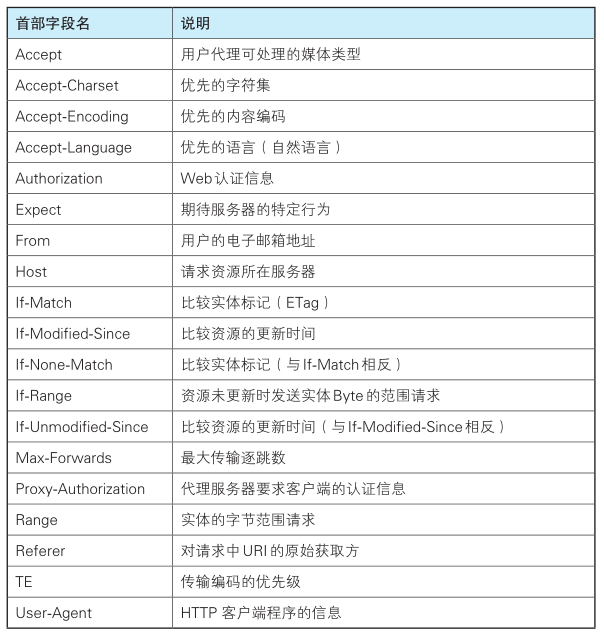 首部字段名 说明
Accept 用户代理可处理的媒体类型
Accept-Charset 优先的字符集
Accept-Encoding 优先的内容编码
Accept-Language 优先的语言（自然语言）
Authorization Web认证信息
Expect 期待服务器的特定行为
From 用户的电子邮箱地址
Host 请求资源所在服务器
If-Match 比较实体标记（ETag）
If-Modified-Since 比较资源的更新时间
If-None-Match 比较实体标记（与If-Match相反）
If-Range 资源未更新时发送实体Byte的范围请求
If-Unmodified-Since 比较资源的更新时间（与If-Modified-Since相反）
Max-Forwards 最大传输逐跳数
Proxy-Authorization 代理服务器要求客户端的认证信息
Range 实体的字节范围请求
Referer 对请求中URI的原始获取方
TE 传输编码的优先级
User-Agent HTTP 客户端程序的信息